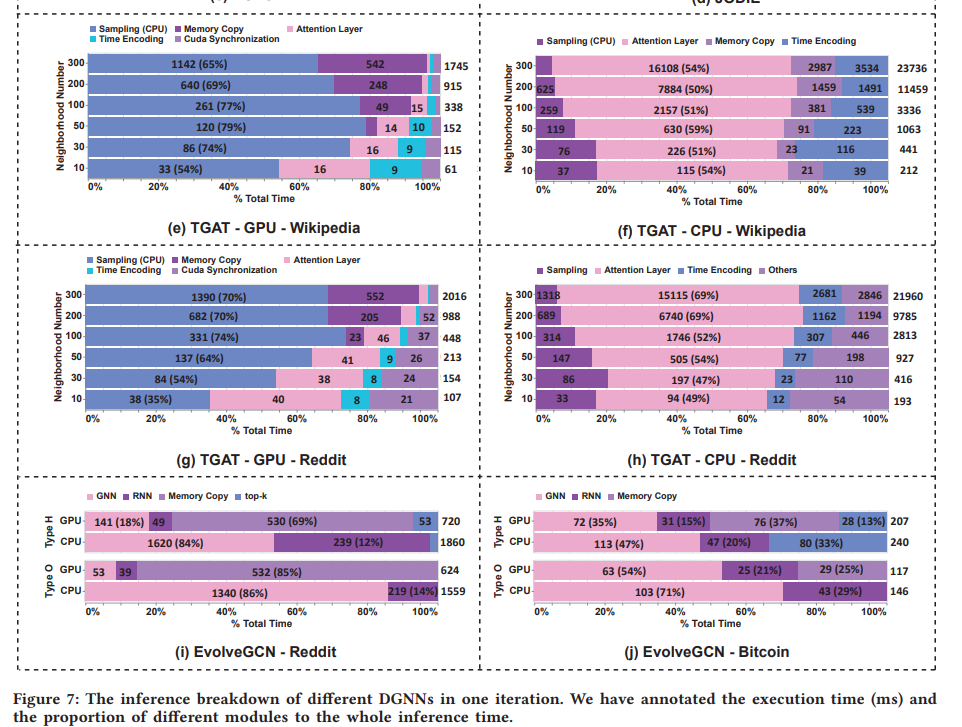 (d) JODIE
Sampling (CPU) Memory Copy Attention Layer
Time Encoding Cuda Synchronization
Neighborhood Number
300 1142 (65%) 542 1745
200 640 (69%) 248 915
100 261 (77%) 49 15 338
50 120 (79%) 14 10 152
30 86 (74%) 16 9 115
10 33 (54%) 16 9 61
0% 20% 40% 60% 80% 100%
% Total Time
(e) TGAT - GPU - Wikipedia
Sampling (CPU) Attention Layer Memory Copy Time Encoding
Neighborhood Number
300 16108 (54%) 2987 3534 23736
200 625 7884 (50%) 1459 1491 11459
100 259 2157 (51%) 381 539 3336
50 119 630 (59%) 91 223 1063
30 76 226 (51%) 23 116 441
10 37 115 (54%) 21 39 212
0% 20% 40% 60% 80% 100%
% Total Time
(f) TGAT - CPU - Wikipedia
Sampling (CPU) Memory Copy Attention Layer
Time Encoding Cuda Synchronization
Neighborhood Number
300 1390 (70%) 552 2016
200 682 (70%) 205 52 988
100 331 (74%) 23 46 37 448
50 137 (64%) 41 9 26 213
30 84 (54%) 38 8 24 154
10 38 (35%) 40 8 21 107
0% 20% 40% 60% 80% 100%
% Total Time
(g) TGAT - GPU - Reddit
Sampling Attention Layer Time Encoding Others
Neighborhood Number
300 1318 15115 (69%) 2681 2846 21960
200 689 6740 (69%) 1162 1194 9785
100 314 1746 (52%) 307 446 2813
50 147 505 (54%) 77 198 927
30 86 197 (47%) 23 110 416
10 33 94 (49%) 12 54 193
0% 20% 40% 60% 80% 100%
% Total Time
(h) TGAT - CPU - Reddit
GNN RNN Memory Copy top-k
Type H
GPU 141 (18%) 49 530 (69%) 53 720
CPU 1620 (84%) 239 (12%) 1860
Type O
GPU 53 39 532 (85%) 624
CPU 1340 (86%) 219 (14%) 1559
0% 20% 40% 60% 80% 100%
% Total Time
(i) EvolveGCN - Reddit
GNN RNN Memory Copy
Type H
GPU 72 (35%) 31 (15%) 76 (37%) 28 (13%) 207
CPU 113 (47%) 47 (20%) 80 (33%) 240
Type O
GPU 63 (54%) 25 (21%) 29 (25%) 117
CPU 103 (71%) 43 (29%) 146
0% 20% 40% 60% 80% 100%
% Total Time
(j) EvolveGCN - Bitcoin
Figure 7: The inference breakdown of different DGNNs in one iteration. We have annotated the execution time (ms) and
the proportion of different modules to the whole inference time.